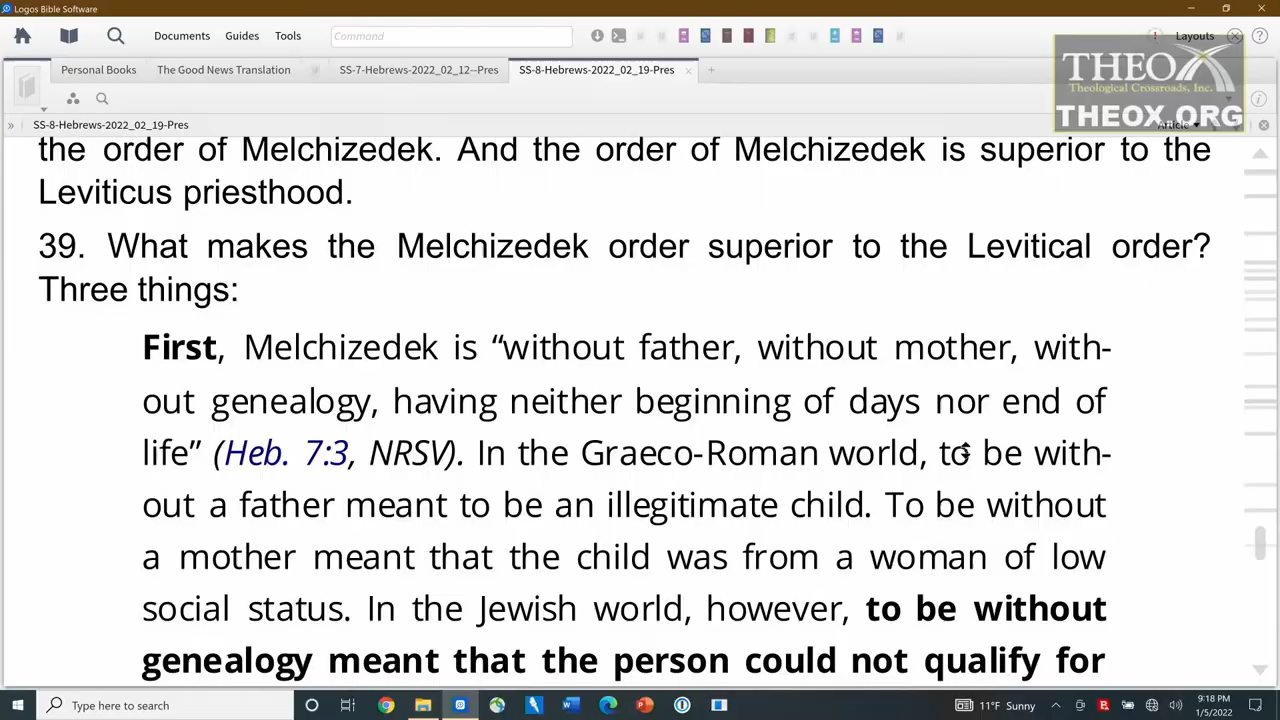 Logos Bible Software
Documents Guides Tools Command Layouts
Personal Books The Good News Translation SS-7-Hebrews-2022_02_12--Pres SS-8-Hebrews-2022_02_19-Pres
THEOX
Theological Crossroads, Inc.
THEOX.ORG
SS-8-Hebrews-2022_02_19-Pres Article
the order of Melchizedek. And the order of Melchizedek is superior to the
Leviticus priesthood.
39. What makes the Melchizedek order superior to the Levitical order?
Three things:
First, Melchizedek is “without father, without mother, with-
out genealogy, having neither beginning of days nor end of
life” (Heb. 7:3, NRSV). In the Graeco-Roman world, to be with-
out a father meant to be an illegitimate child. To be without
a mother meant that the child was from a woman of low
social status. In the Jewish world, however, to be without
genealogy meant that the person could not qualify for
Type here to search 11°F Sunny 9:18 PM
1/5/2022